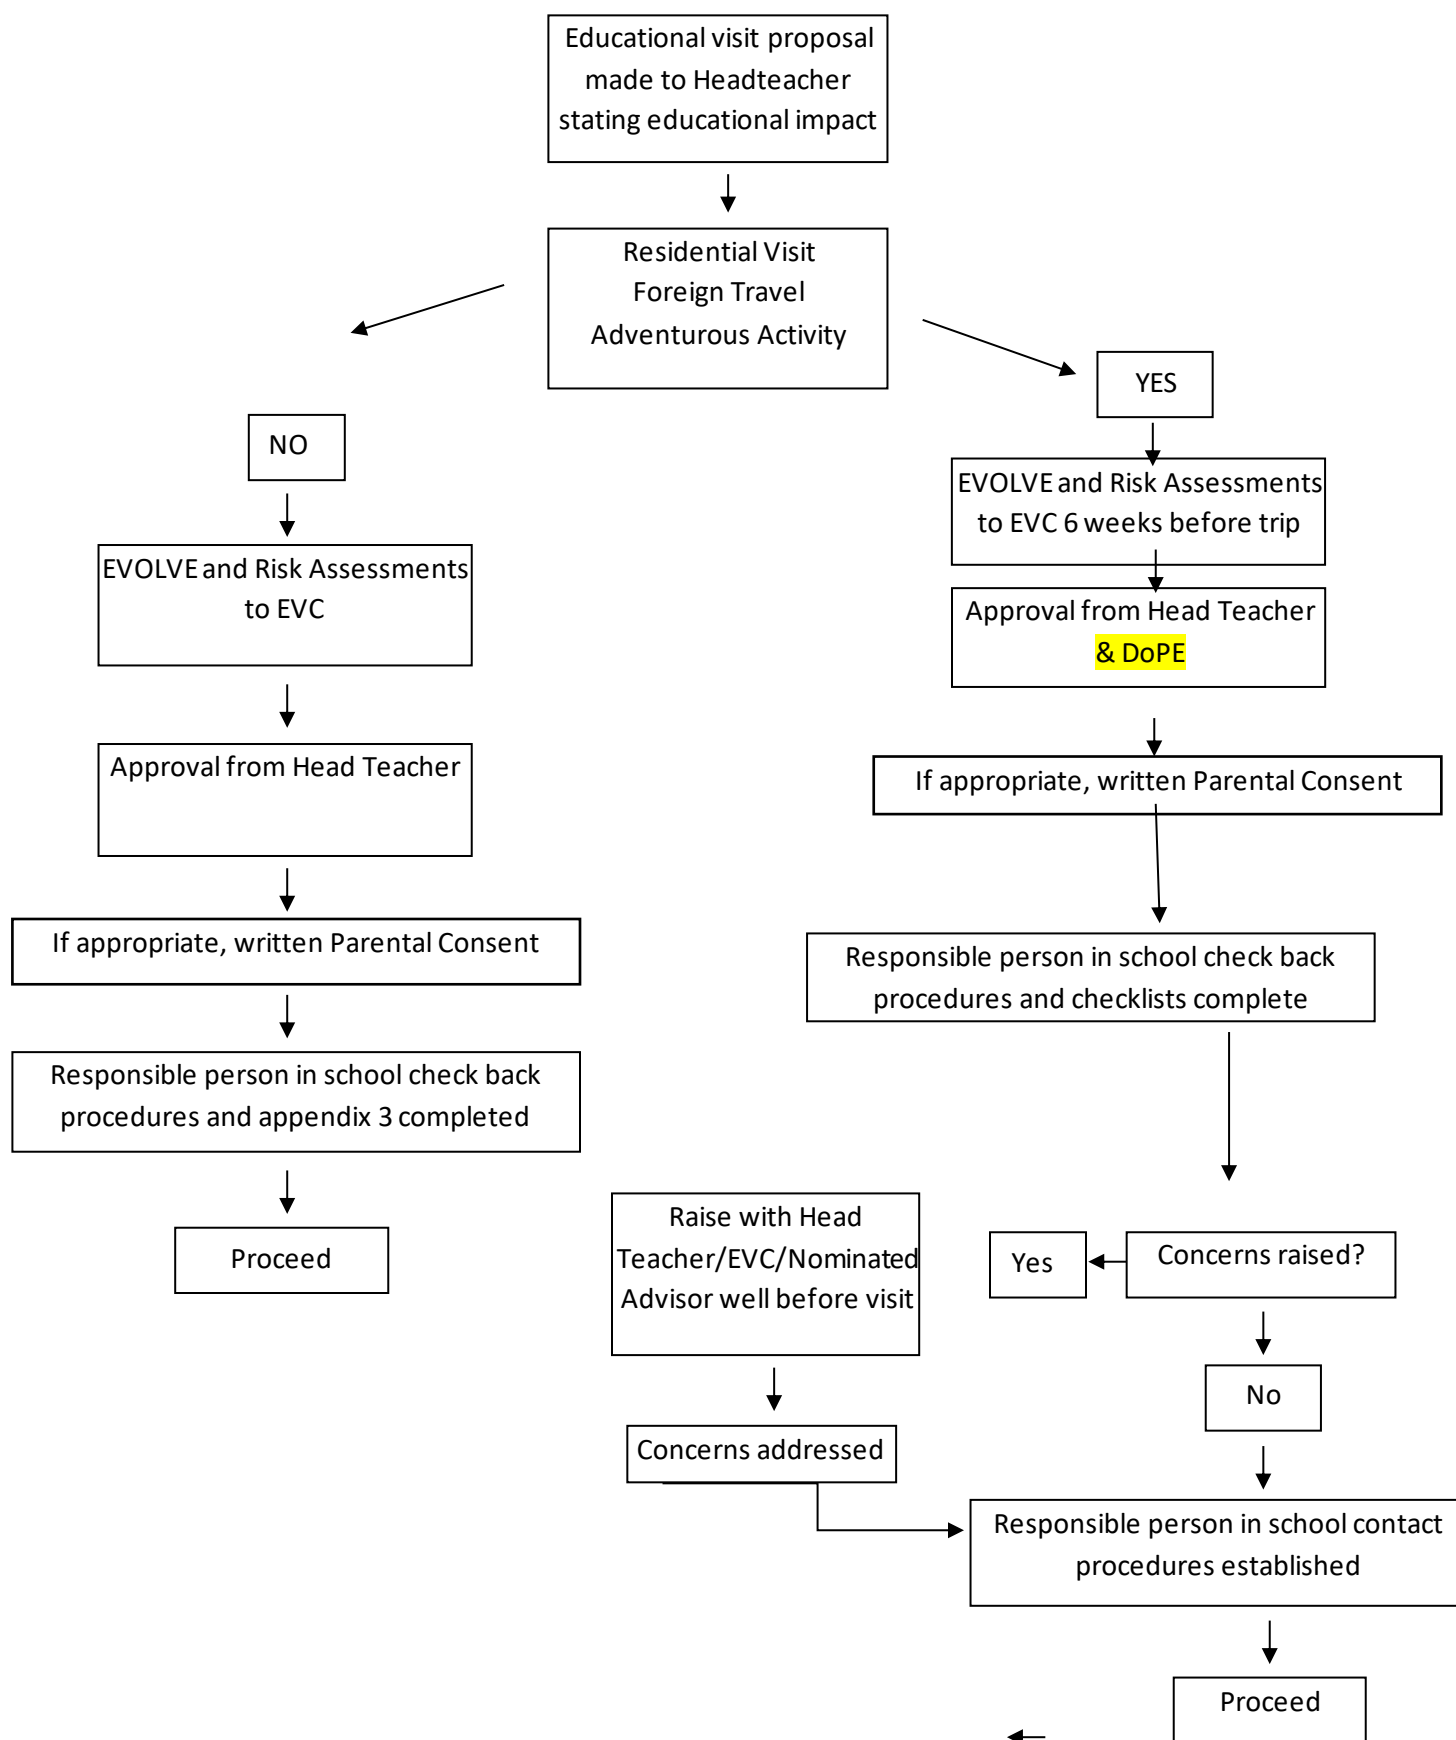 Educational visit proposal
made to Headteacher
stating educational impact
Residential Visit
Foreign Travel
Adventurous Activity
NO
EVOLVE and Risk Assessments
to EVC
Approval from Head Teacher
If appropriate, written Parental Consent
Responsible person in school check back
procedures and appendix 3 completed
Proceed
YES
EVOLVE and Risk Assessments
to EVC 6 weeks before trip
Approval from Head Teacher
& DoPE
If appropriate, written Parental Consent
Responsible person in school check back
procedures and checklists complete
Concerns raised?
Yes
Raise with Head
Teacher/EVC/Nominated
Advisor well before visit
Concerns addressed
No
Responsible person in school contact
procedures established
Proceed